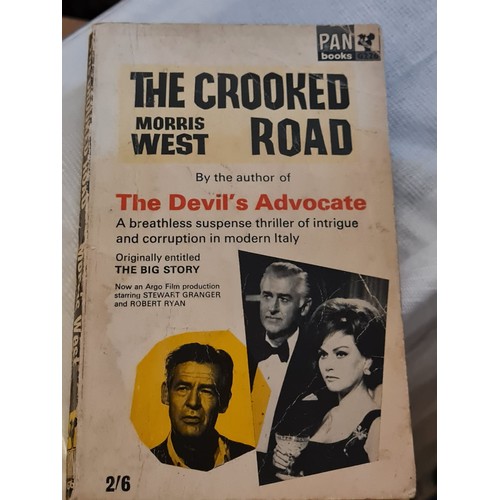 PAN
books
THE CROOKED
MORRIS
WEST
ROAD
By the author of
The Devil's Advocate
A breathless suspense thriller of intrigue
and corruption in modern Italy
Originally entitled
THE BIG STORY
Now an Argo Film production
starring STEWART GRANGER
and ROBERT RYAN
2/6
West